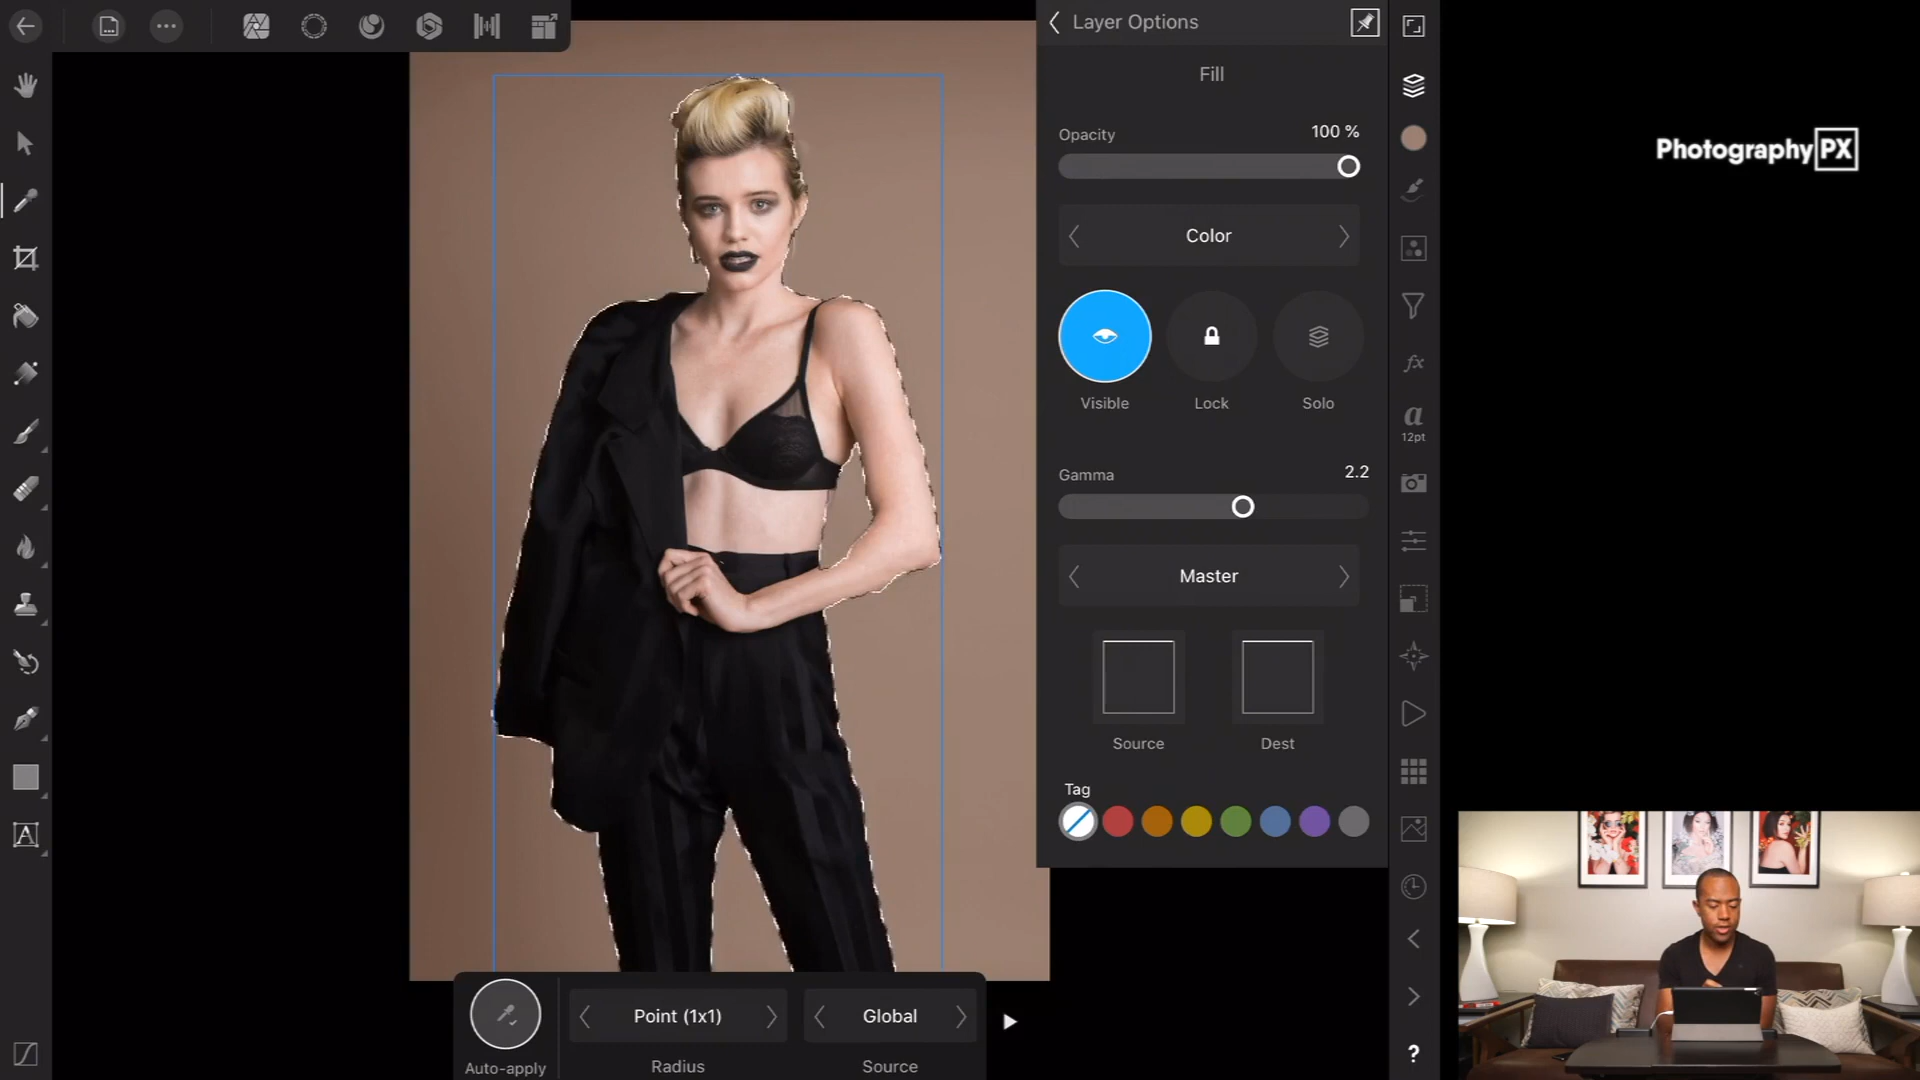 Layer Options
Fill
Opacity
100 %
Color
Visible
Lock
Solo
Gamma
2.2
Master
Source
Dest
Tag
Point (1x1)
Global
Auto-apply
Radius
Source
fx
a
12pt
?
A
Photography PX